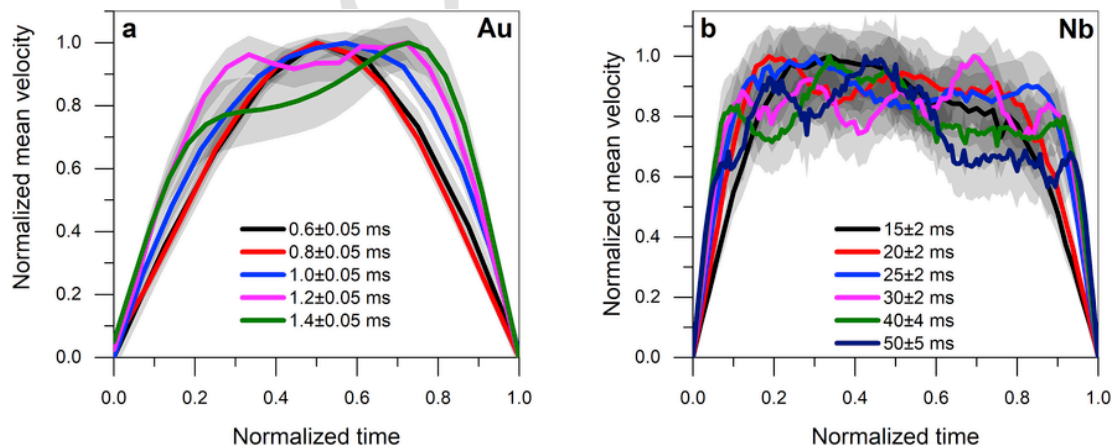 a
Au
Normalized mean velocity
1.0
0.8
0.6
0.4
0.2
0.0
0.6±0.05 ms
0.8±0.05 ms
1.0±0.05 ms
1.2±0.05 ms
1.4±0.05 ms
0.0 0.2 0.4 0.6 0.8 1.0
Normalized time
b
Nb
Normalized mean velocity
1.0
0.8
0.6
0.4
0.2
0.0
15±2 ms
20±2 ms
25±2 ms
30±2 ms
40±4 ms
50±5 ms
0.0 0.2 0.4 0.6 0.8 1.0
Normalized time